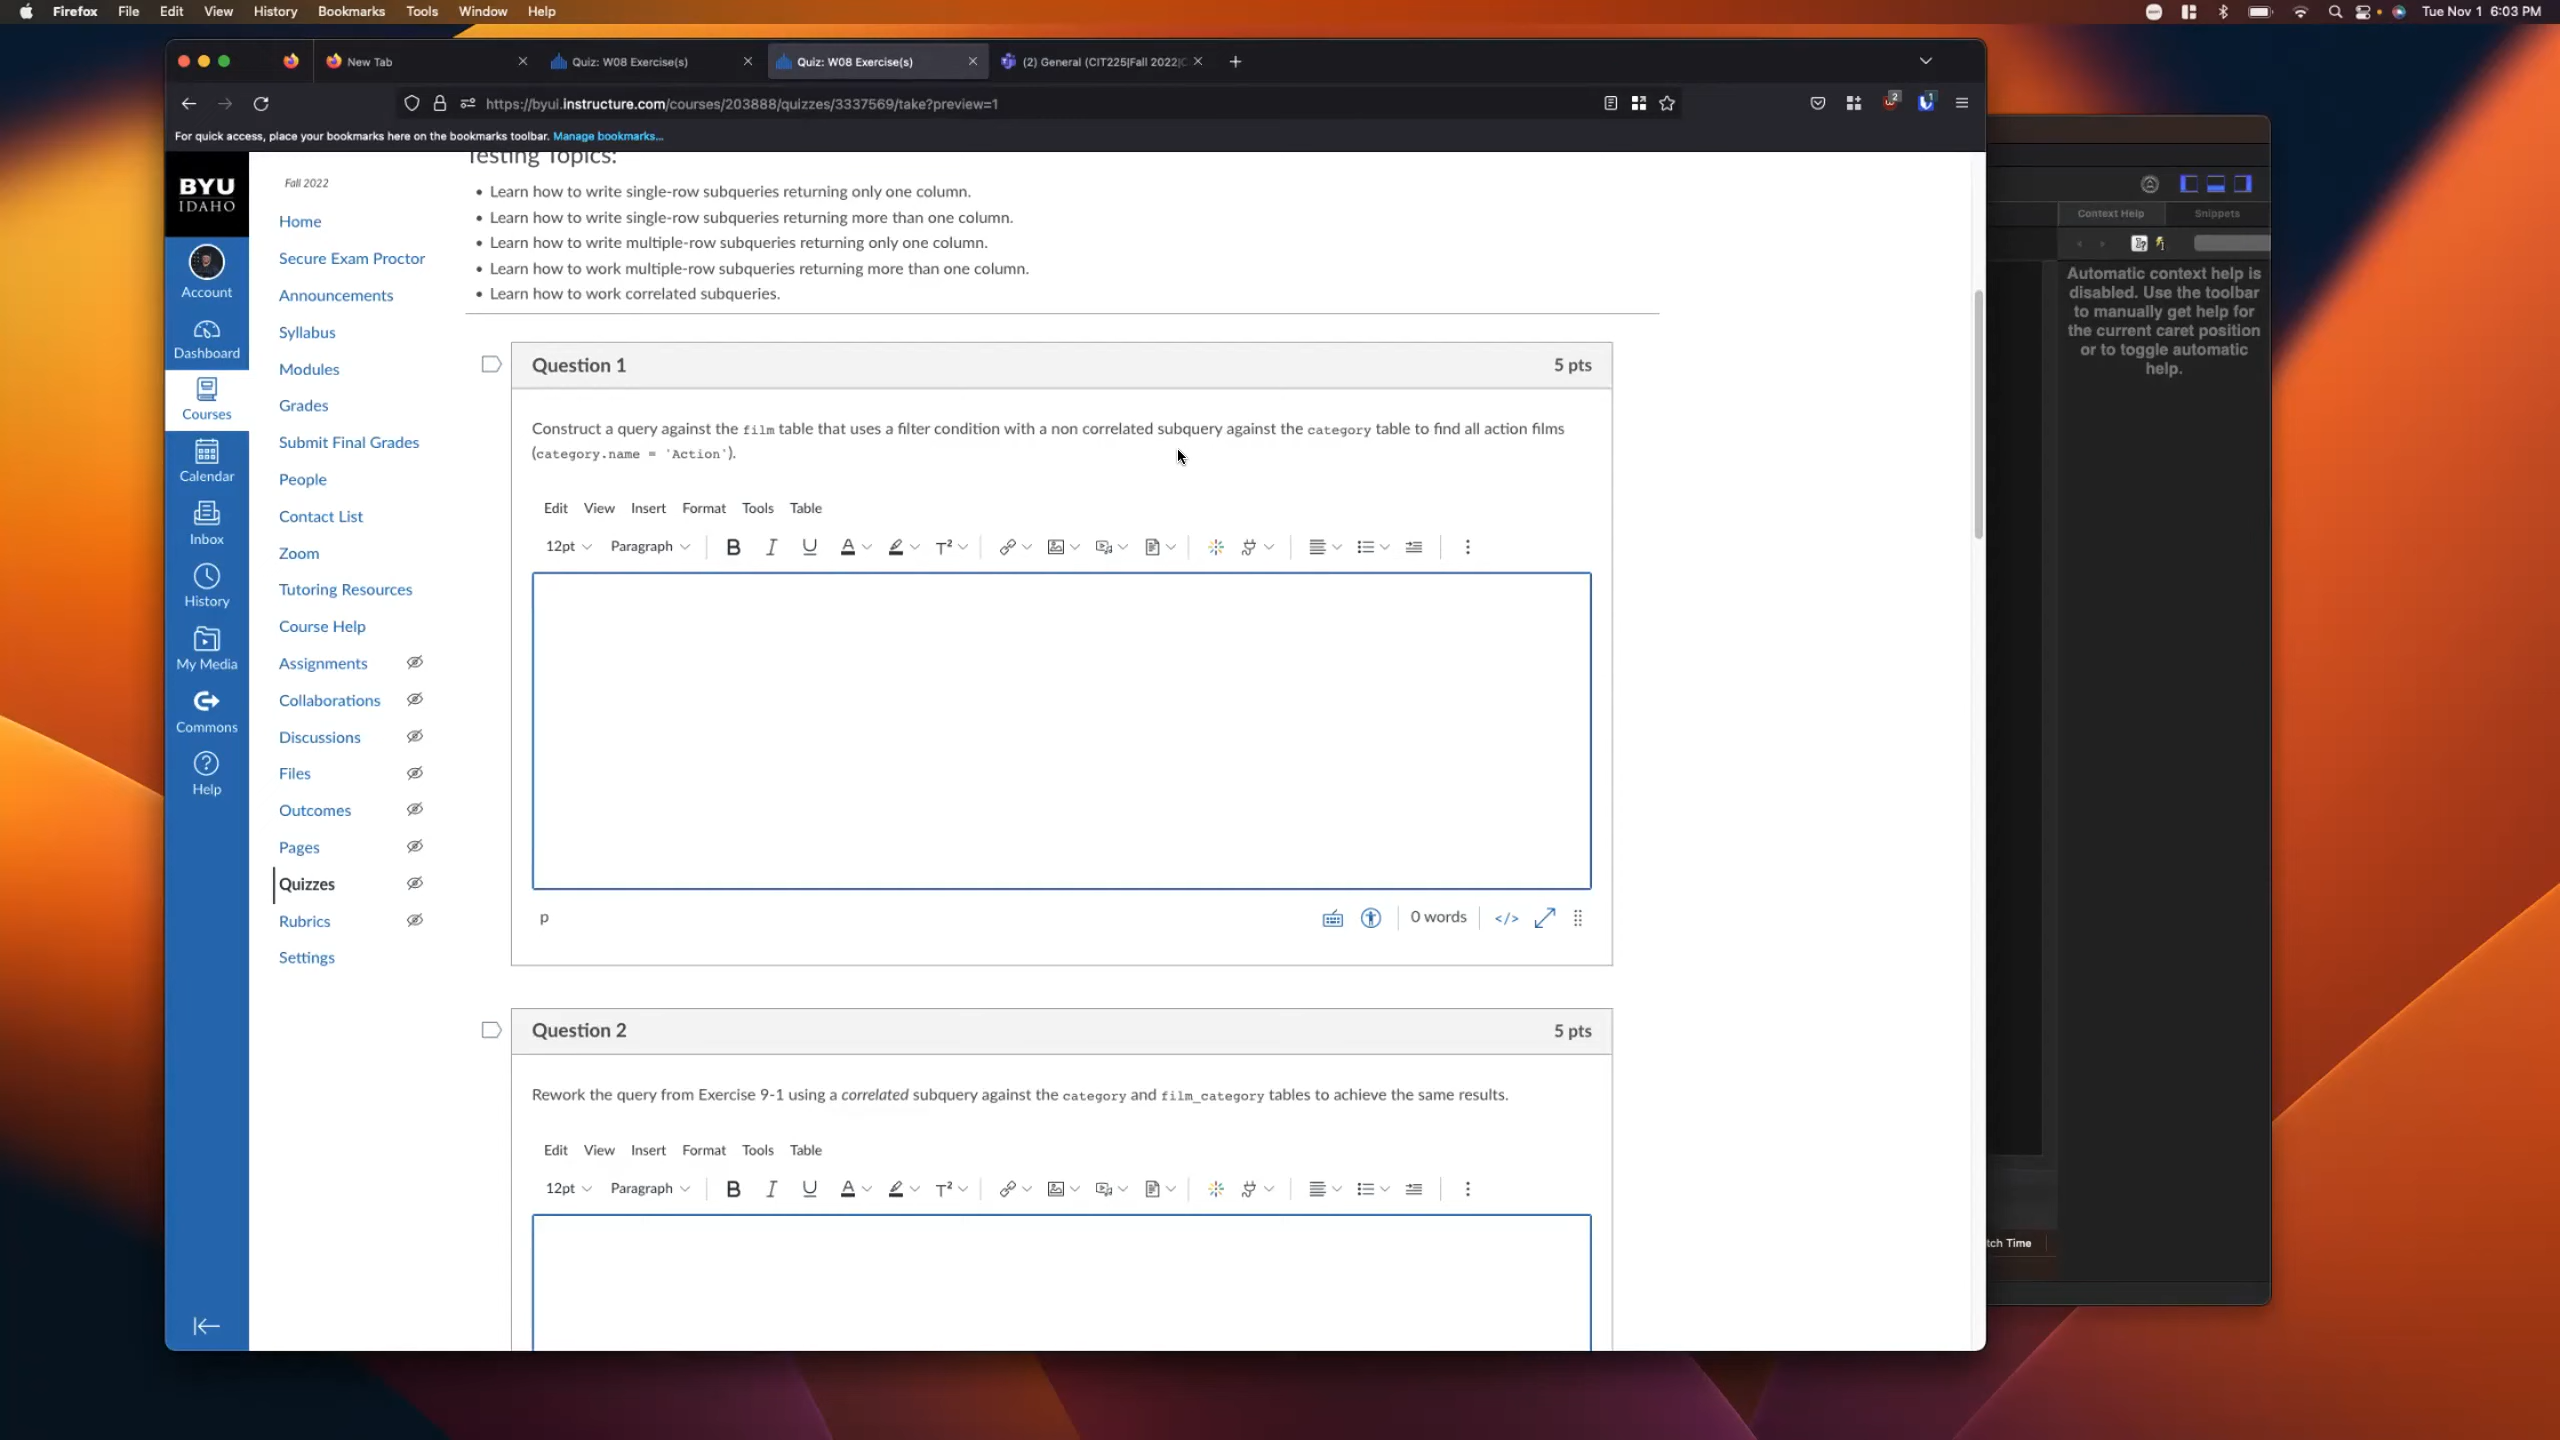 Firefox File Edit View History Bookmarks Tools Window Help
Tue Nov 1 6:03 PM
New Tab
Quiz: W08 Exercise(s)
Quiz: W08 Exercise(s)
(2) General (CIT225|Fall 2022|C
https://byui.instructure.com/courses/203888/quizzes/3337569/take?preview=1
2
1
For quick access, place your bookmarks here on the bookmarks toolbar. Manage bookmarks...
BYU
IDAHO
Account
Dashboard
Courses
Calendar
Inbox
History
My Media
Commons
Help
Fall 2022
Home
Secure Exam Proctor
Announcements
Syllabus
Modules
Grades
Submit Final Grades
People
Contact List
Zoom
Tutoring Resources
Course Help
Assignments
Collaborations
Discussions
Files
Outcomes
Pages
Quizzes
Rubrics
Settings
Testing Topics:
• Learn how to write single-row subqueries returning only one column.
• Learn how to write single-row subqueries returning more than one column.
• Learn how to write multiple-row subqueries returning only one column.
• Learn how to work multiple-row subqueries returning more than one column.
• Learn how to work correlated subqueries.
Question 1 5 pts
Construct a query against the film table that uses a filter condition with a non correlated subquery against the category table to find all action films
(category.name = 'Action').
Edit View Insert Format Tools Table
12pt Paragraph B I U A T²
p 0 words </>
Question 2 5 pts
Rework the query from Exercise 9-1 using a correlated subquery against the category and film_category tables to achieve the same results.
Edit View Insert Format Tools Table
12pt Paragraph B I U A T²
Context Help Snippets
Automatic context help is
disabled. Use the toolbar
to manually get help for
the current caret position
or to toggle automatic
help.
tch Time